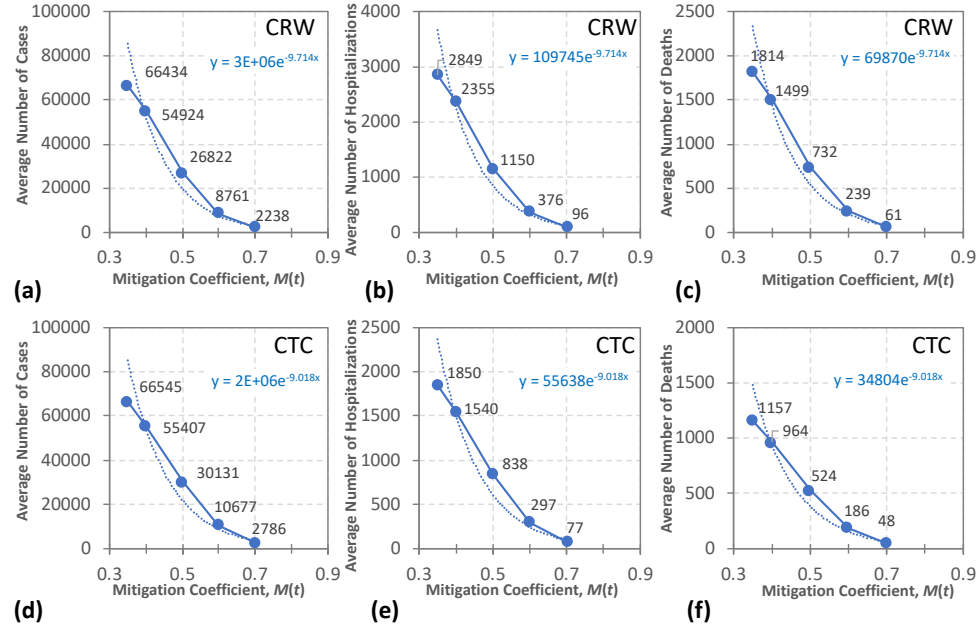 CRW
y = 3E+06e^-9.714x
Average Number of Cases
100000
80000
60000
40000
20000
0
66434
54924
26822
8761
2238
0.3 0.5 0.7 0.9
Mitigation Coefficient, M(t)
(a)
CRW
y = 109745e^-9.714x
Average Number of Hospitalizations
4000
3000
2000
1000
0
2849
2355
1150
376
96
0.3 0.5 0.7 0.9
Mitigation Coefficient, M(t)
(b)
CRW
y = 69870e^-9.714x
Average Number of Deaths
2500
2000
1500
1000
500
0
1814
1499
732
239
61
0.3 0.5 0.7 0.9
Mitigation Coefficient, M(t)
(c)
CTC
y = 2E+06e^-9.018x
Average Number of Cases
100000
80000
60000
40000
20000
0
66545
55407
30131
10677
2786
0.3 0.5 0.7 0.9
Mitigation Coefficient, M(t)
(d)
CTC
y = 55638e^-9.018x
Average Number of Hospitalizations
2500
2000
1500
1000
500
0
1850
1540
838
297
77
0.3 0.5 0.7 0.9
Mitigation Coefficient, M(t)
(e)
CTC
y = 34804e^-9.018x
Average Number of Deaths
2000
1500
1000
500
0
1157
964
524
186
48
0.3 0.5 0.7 0.9
Mitigation Coefficient, M(t)
(f)